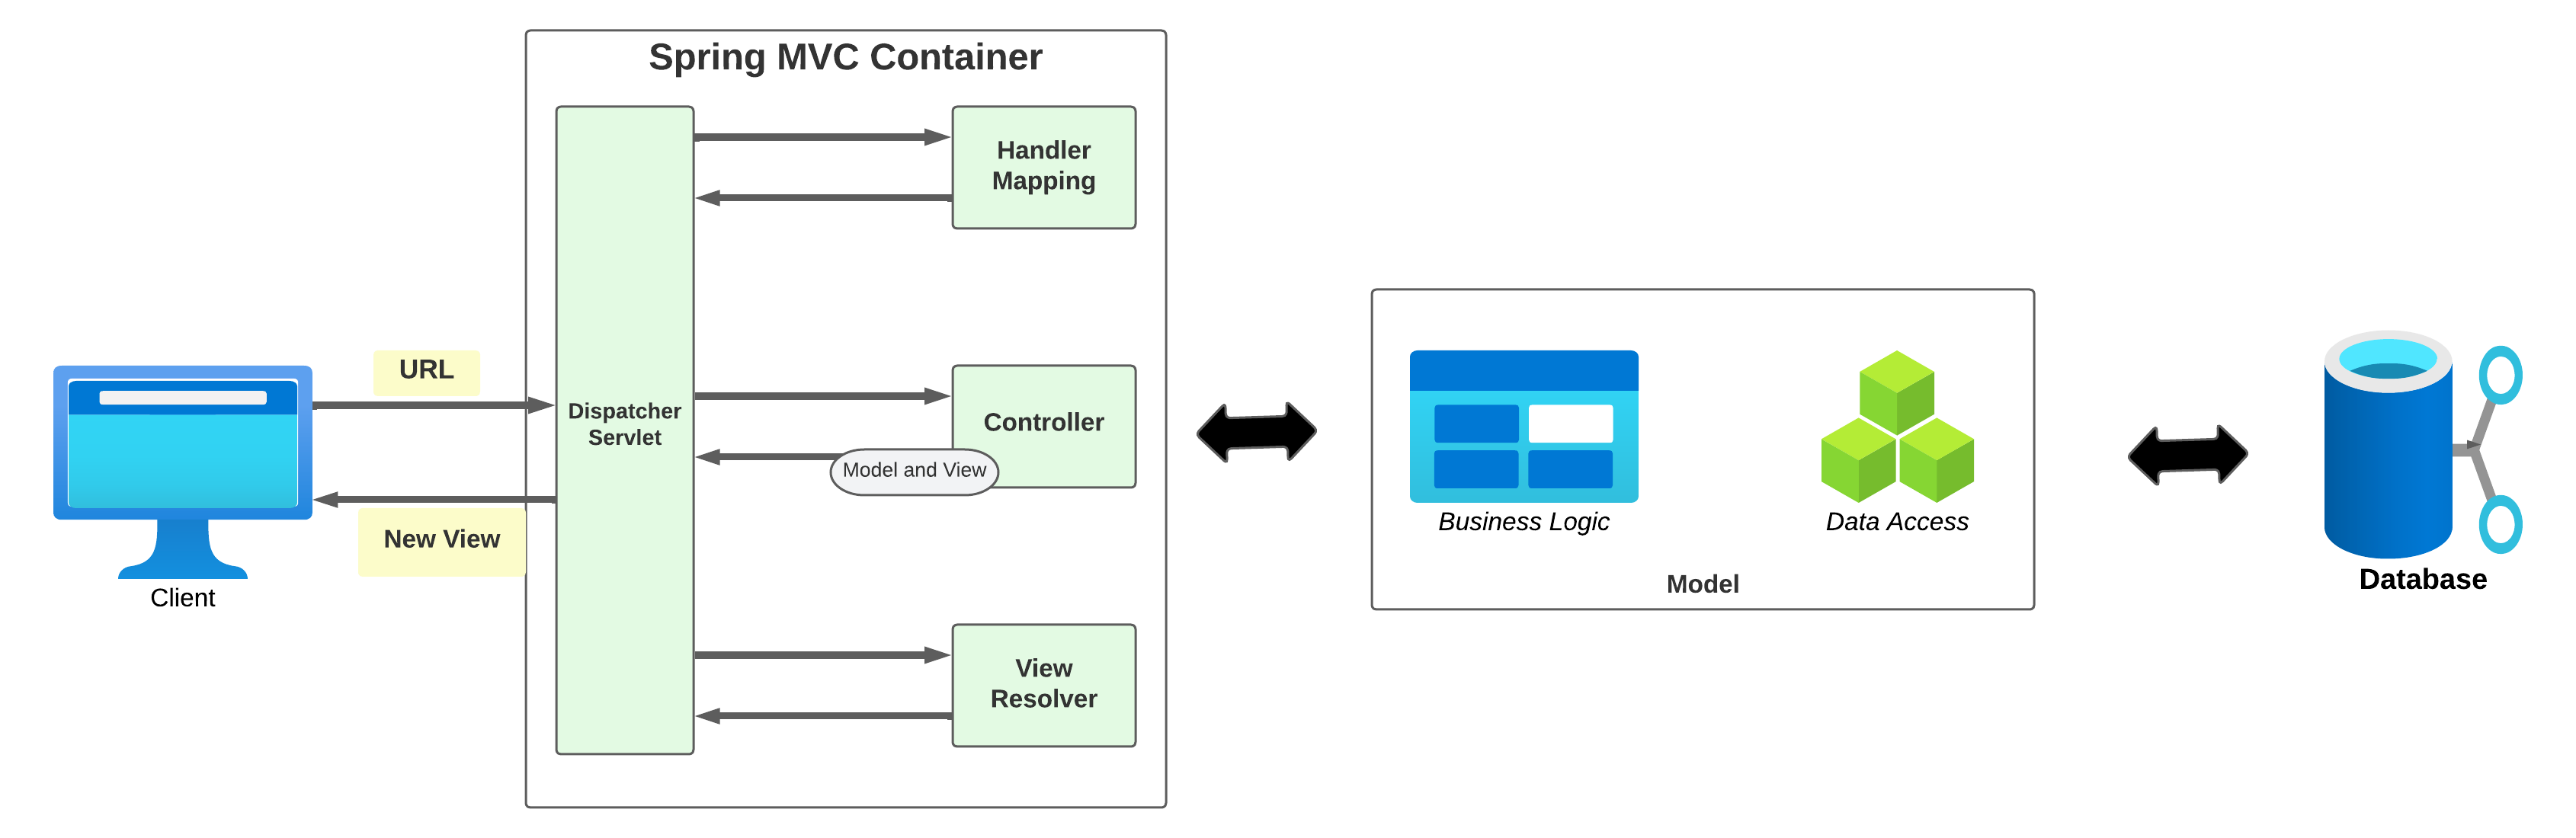 Spring MVC Container
Handler
Mapping
URL
Dispatcher
Servlet
Controller
Model and View
New View
Client
View
Resolver
Business Logic
Data Access
Model
Database